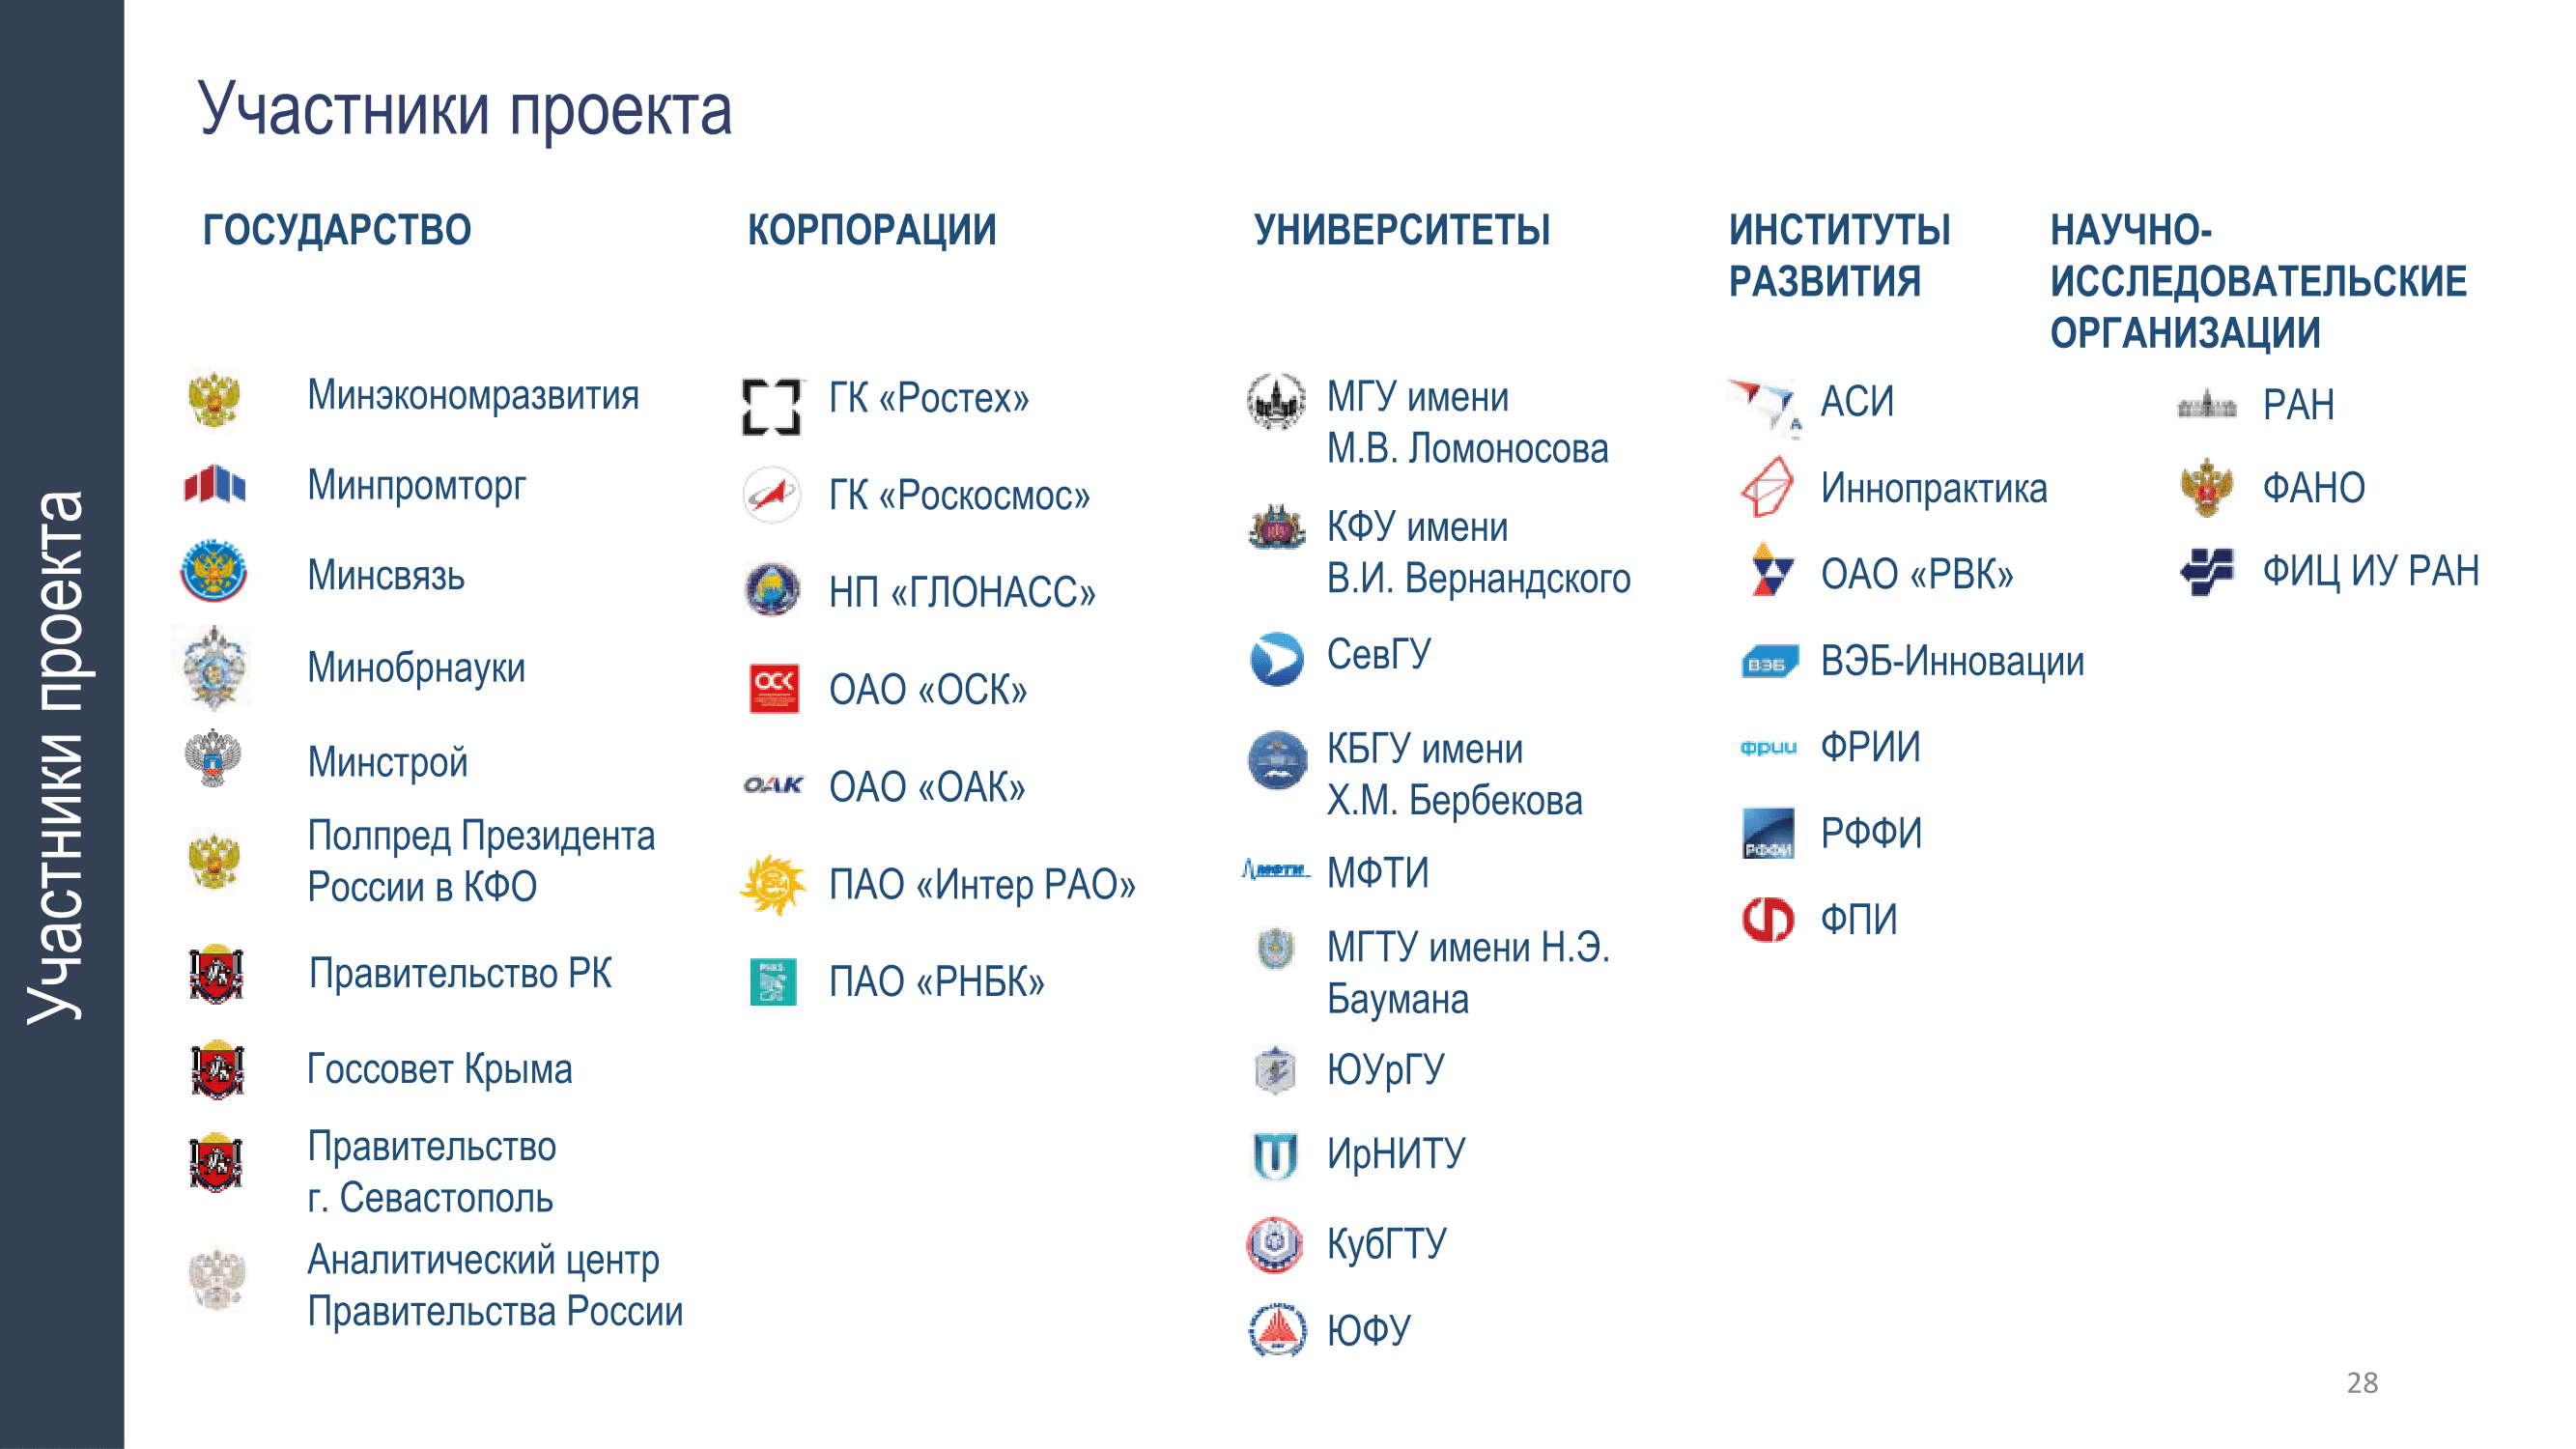 Участники проекта
Участники проекта
ГОСУДАРСТВО
Минэкономразвития
Минпромторг
Минсвязь
Минобрнауки
Минстрой
Полпред Президента
России в КФО
Правительство РК
Госсовет Крыма
Правительство
г. Севастополь
Аналитический центр
Правительства России
КОРПОРАЦИИ
ГК «Ростех»
ГК «Роскосмос»
НП «ГЛОНАСС»
ОСК
ОАО «ОСК»
ОАК
ОАО «ОАК»
ПАО «Интер РАО»
ПАО «РНБК»
УНИВЕРСИТЕТЫ
МГУ имени
М.В. Ломоносова
КФУ имени
В.И. Вернандского
СевГУ
КБГУ имени
Х.М. Бербекова
МФТИ
МФТИ
МГТУ имени Н.Э.
Баумана
ЮУрГУ
ИрНИТУ
КубГТУ
ЮФУ
ИНСТИТУТЫ
РАЗВИТИЯ
АСИ
Иннопрактика
ОАО «РВК»
ВЭБ
ВЭБ-Инновации
фрии
ФРИИ
РФФИ
РФФИ
ФПИ
НАУЧНО-
ИССЛЕДОВАТЕЛЬСКИЕ
ОРГАНИЗАЦИИ
РАН
ФАНО
ФИЦ ИУ РАН
28